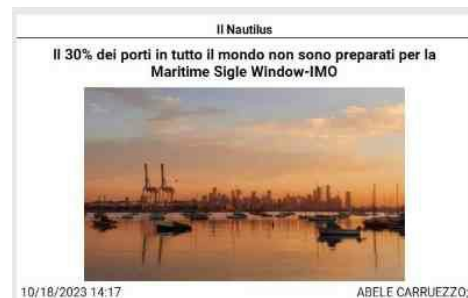 Il Nautilus
Il 30% dei porti in tutto il mondo non sono preparati per la
Maritime Sigle Window-IMO
10/18/2023 14:17
ABELE CARRUEZZO;